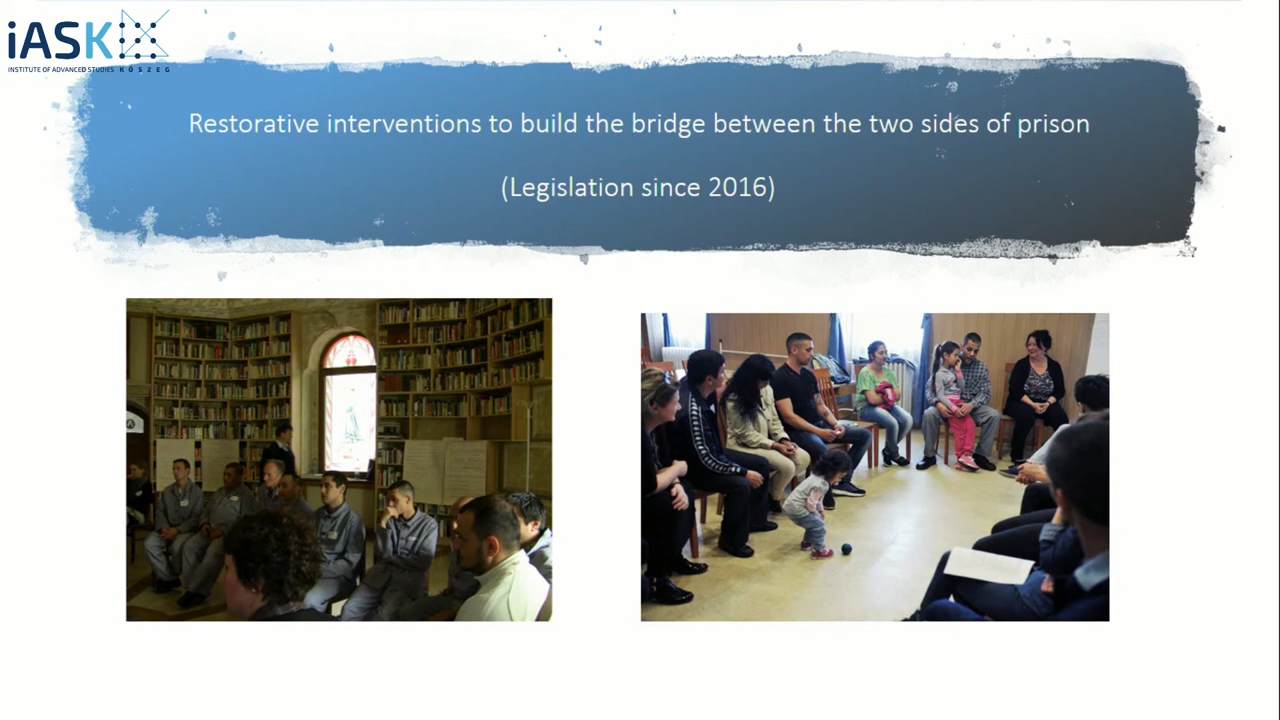 iASK
INSTITUTE OF ADVANCED STUDIES KŐSZEG
Restorative interventions to build the bridge between the two sides of prison
(Legislation since 2016)